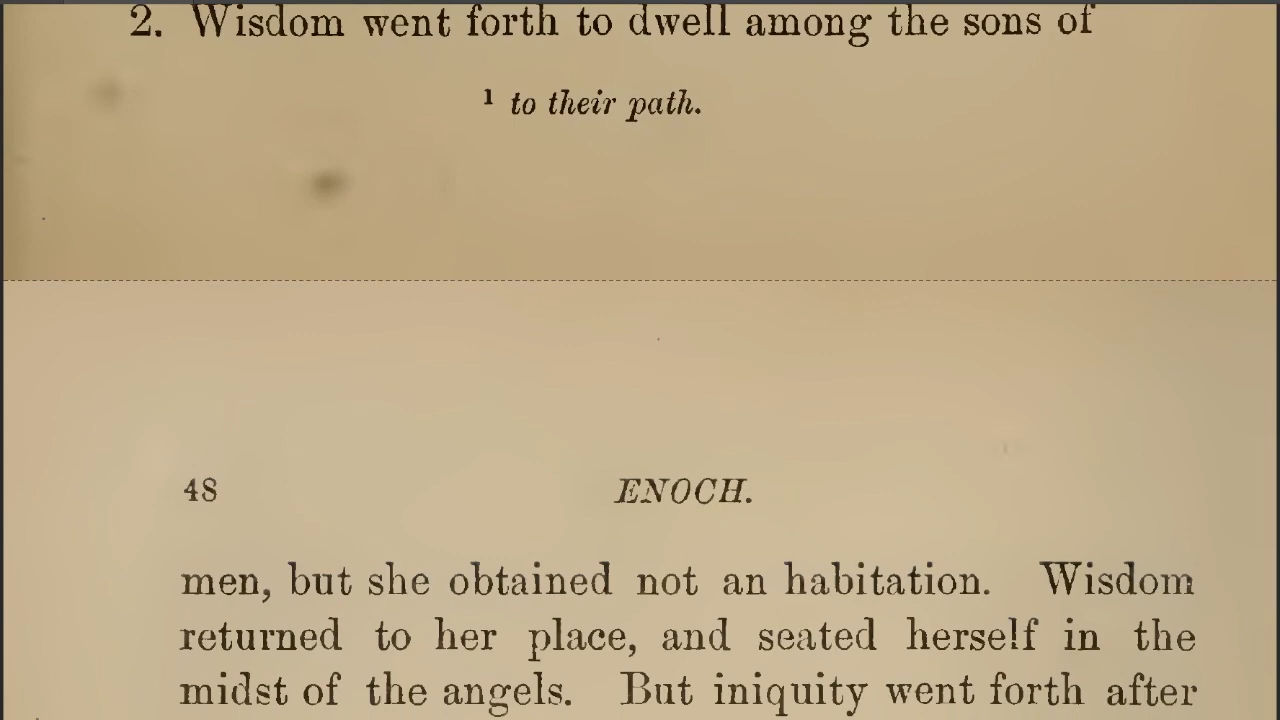 2. Wisdom went forth to dwell among the sons of
¹ to their path.
48 ENOCH.
men, but she obtained not an habitation. Wisdom
returned to her place, and seated herself in the
midst of the angels. But iniquity went forth after